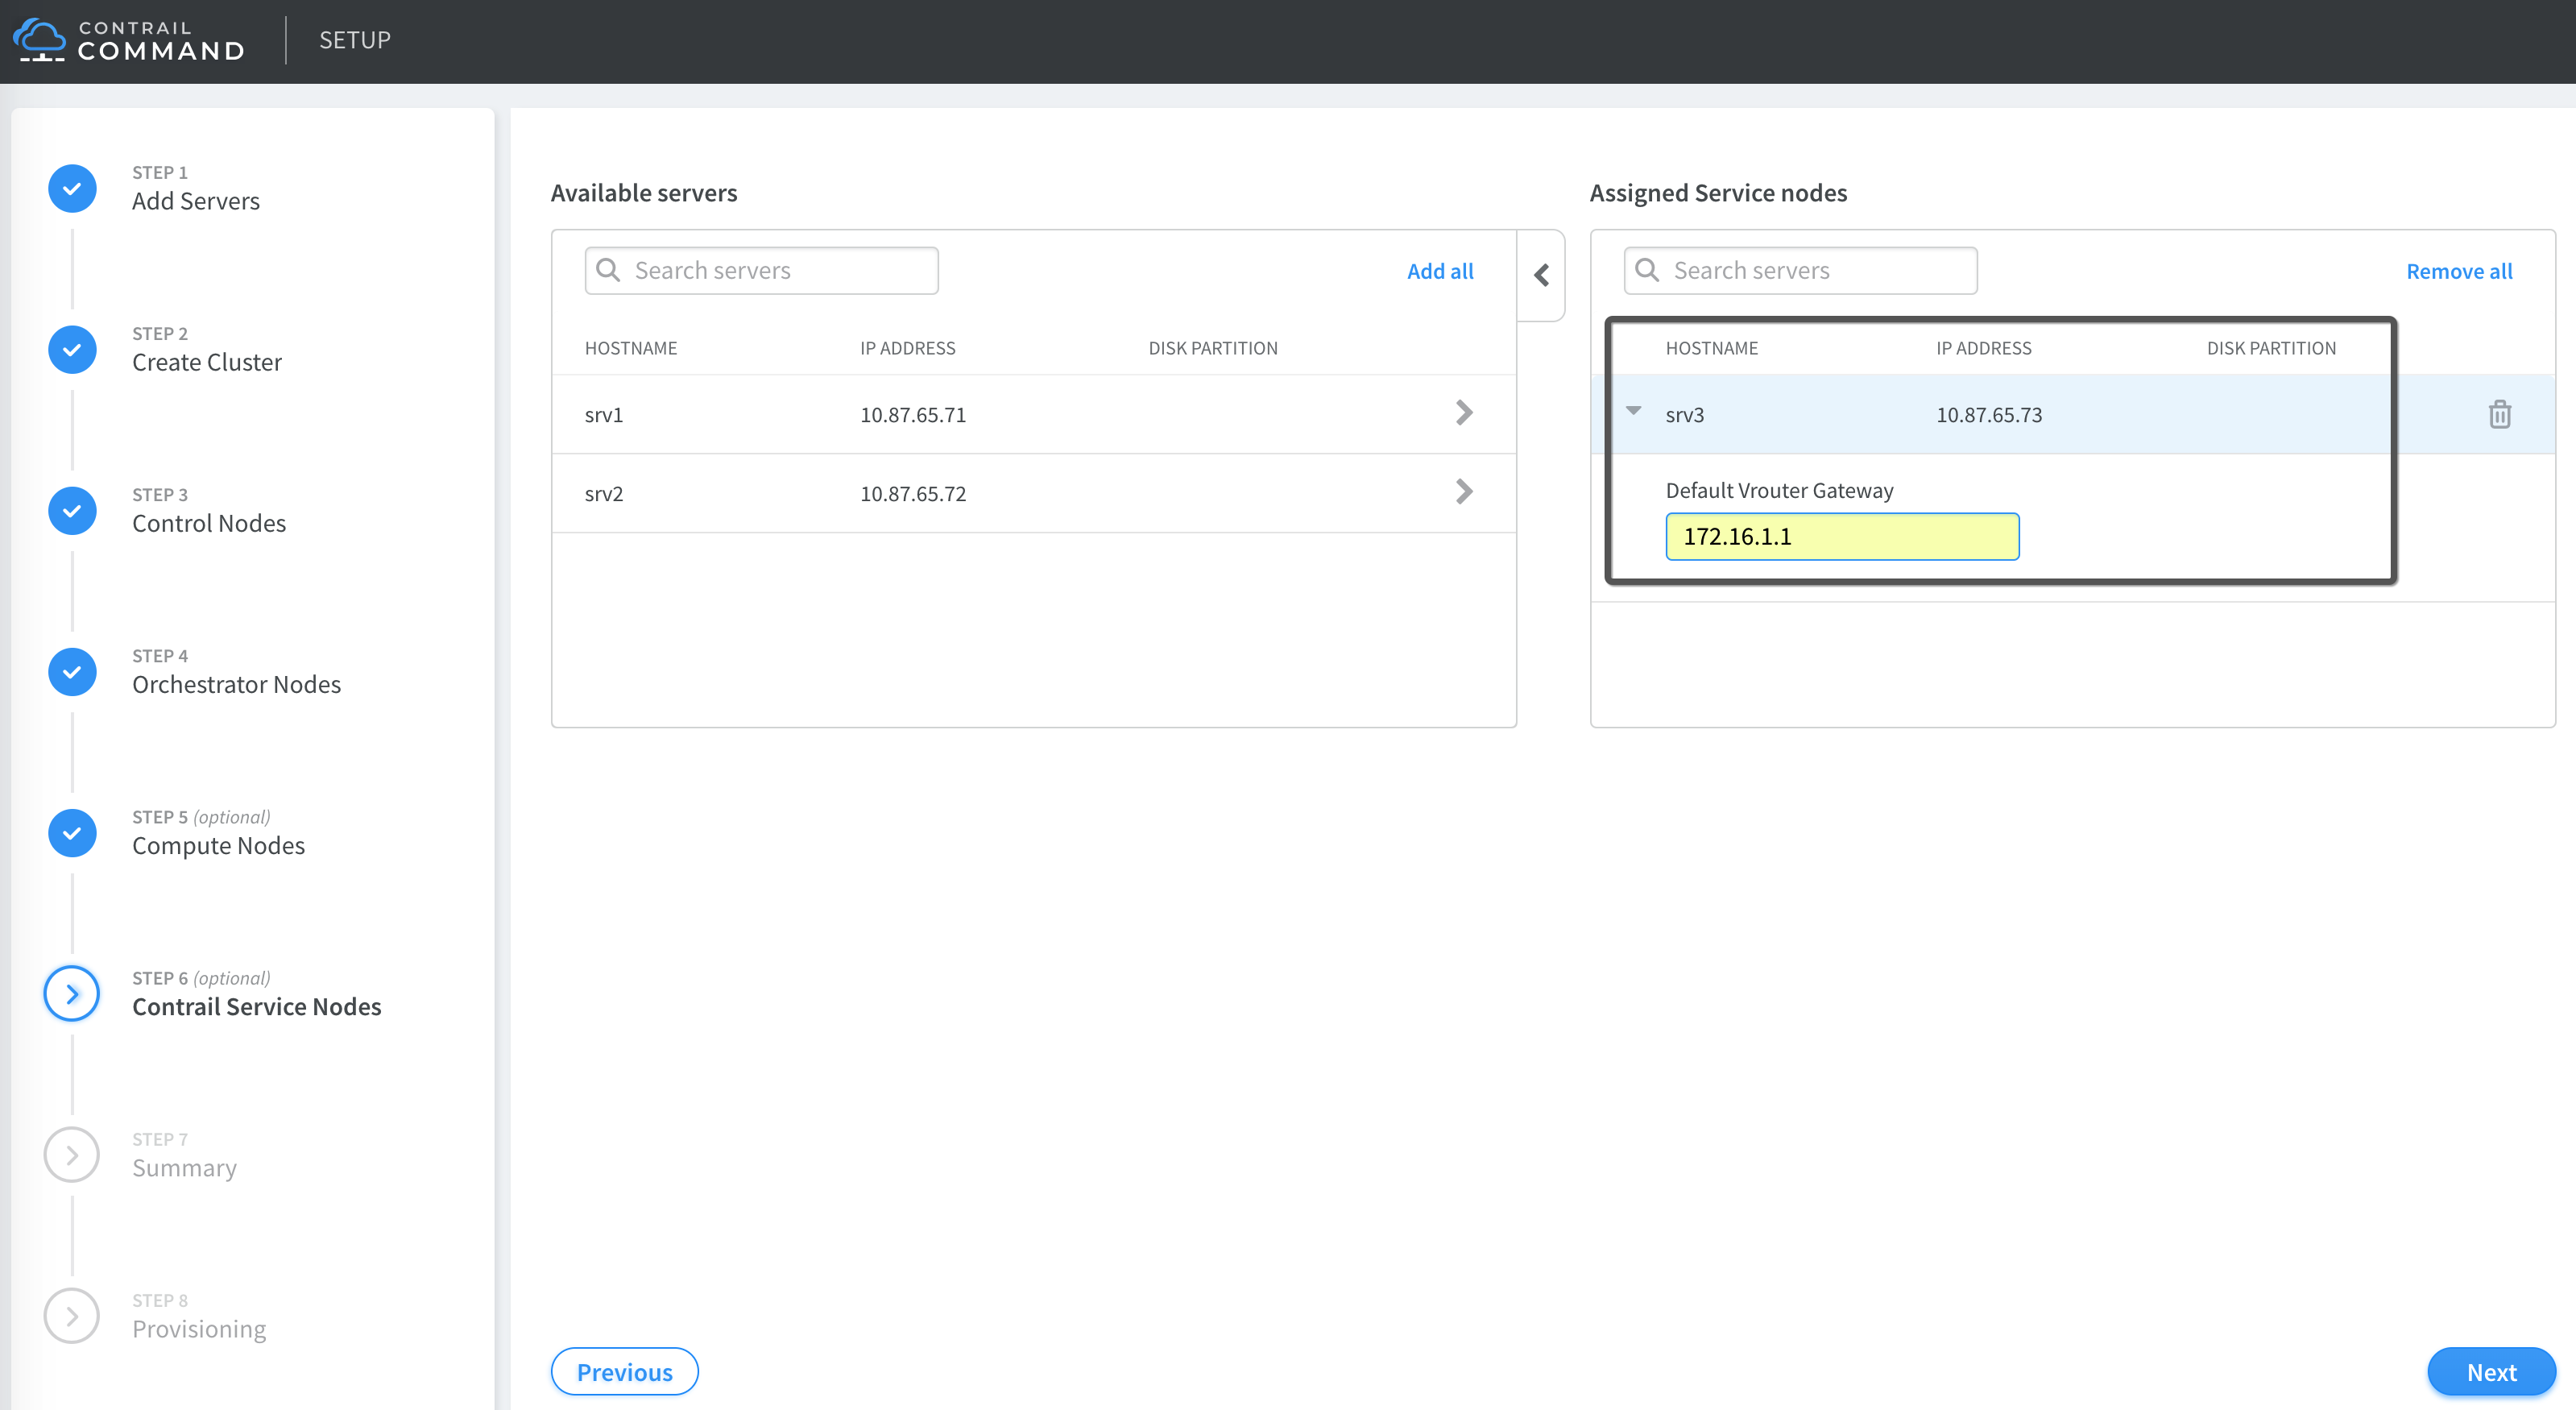 CONTRAIL
COMMAND
SETUP
STEP 1
Add Servers
STEP 2
Create Cluster
STEP 3
Control Nodes
STEP 4
Orchestrator Nodes
STEP 5 (optional)
Compute Nodes
STEP 6 (optional)
Contrail Service Nodes
STEP 7
Summary
STEP 8
Provisioning
Available servers
Search servers
Add all
HOSTNAME IP ADDRESS DISK PARTITION
srv1 10.87.65.71
srv2 10.87.65.72
Assigned Service nodes
Search servers
Remove all
HOSTNAME IP ADDRESS DISK PARTITION
srv3 10.87.65.73
Default Vrouter Gateway
172.16.1.1
Previous
Next